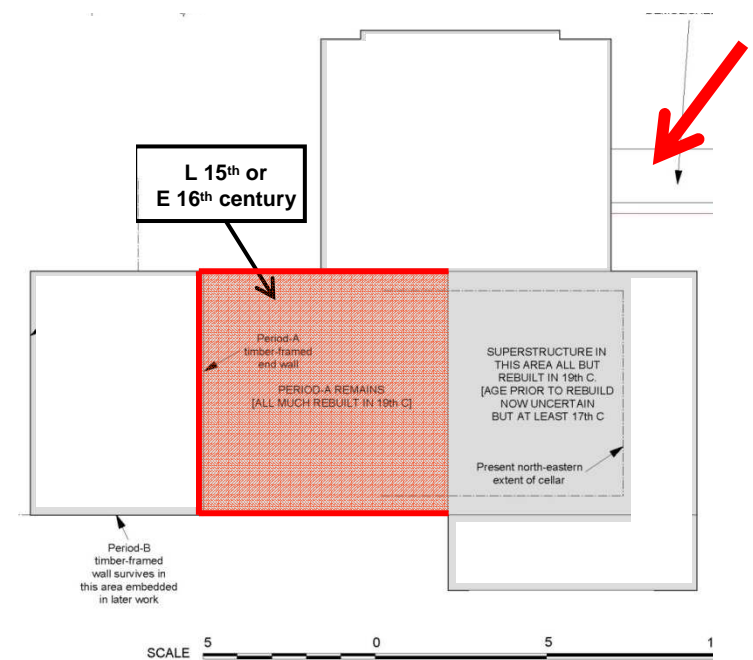 L 15th or
E 16th century
Period-A
timber-framed
end wall
PERIOD-A REMAINS
[ALL MUCH REBUILT IN 19th C]
SUPERSTRUCTURE IN
THIS AREA ALL BUT
REBUILT IN 19th C.
[AGE PRIOR TO REBUILD
NOW UNCERTAIN
BUT AT LEAST 17th C
Present north-eastern
extent of cellar
Period-B
timber-framed
wall survives in
this area embedded
in later work
SCALE 5 0 5 1